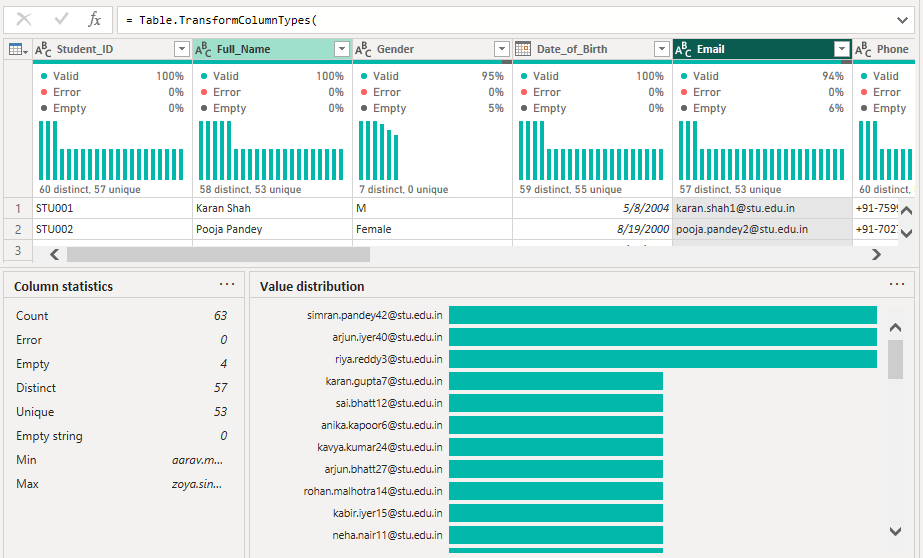 fx = Table.TransformColumnTypes(
ABC Student_ID ABC Full_Name ABC Gender Date_of_Birth ABC Email ABC Phone
Valid 100% Valid 100% Valid 95% Valid 100% Valid 94% Valid
Error 0% Error 0% Error 0% Error 0% Error 0% Error
Empty 0% Empty 0% Empty 5% Empty 0% Empty 6% Empty
60 distinct, 57 unique 58 distinct, 53 unique 7 distinct, 0 unique 59 distinct, 55 unique 57 distinct, 53 unique 60 distinct,
1 STU001 Karan Shah M 5/8/2004 karan.shah1@stu.edu.in +91-759
2 STU002 Pooja Pandey Female 8/19/2000 pooja.pandey2@stu.edu.in +91-702
3
Column statistics
Count 63
Error 0
Empty 4
Distinct 57
Unique 53
Empty string 0
Min aarav.m...
Max zoya.sin...
Value distribution
simran.pandey42@stu.edu.in
arjun.iyer40@stu.edu.in
riya.reddy3@stu.edu.in
karan.gupta7@stu.edu.in
sai.bhatt12@stu.edu.in
anika.kapoor6@stu.edu.in
kavya.kumar24@stu.edu.in
arjun.bhatt27@stu.edu.in
rohan.malhotra14@stu.edu.in
kabir.iyer15@stu.edu.in
neha.nair11@stu.edu.in